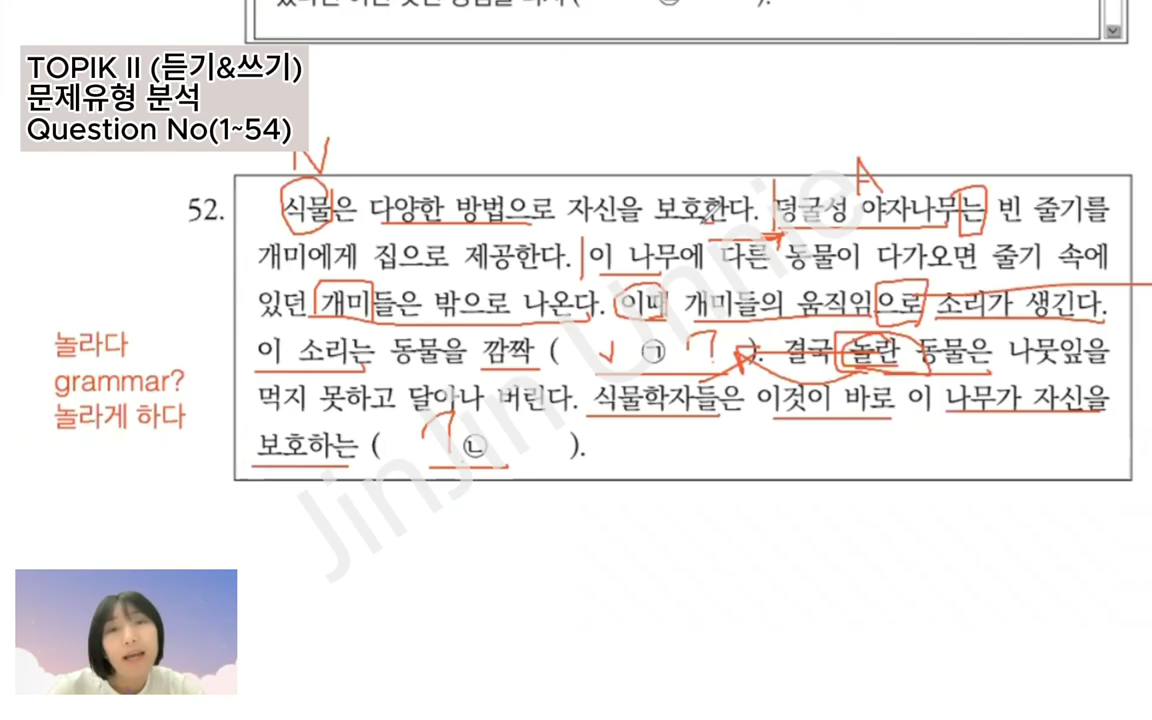 TOPIK II (듣기&쓰기)
문제유형 분석
Question No(1~54)
N
A
52. 식물은 다양한 방법으로 자신을 보호한다. 덩굴성 야자나무는 빈 줄기를
개미에게 집으로 제공한다. 이 나무에 다른 동물이 다가오면 줄기 속에
있던 개미들은 밖으로 나온다. 이때 개미들의 움직임으로 소리가 생긴다.
이 소리는 동물을 깜짝 ( ㉠ ? ). 결국 놀란 동물은 나뭇잎을
먹지 못하고 달아나 버린다. 식물학자들은 이것이 바로 이 나무가 자신을
보호하는 ( ? ㉡ ).
놀라다
grammar?
놀라게 하다
JinJin Unnie